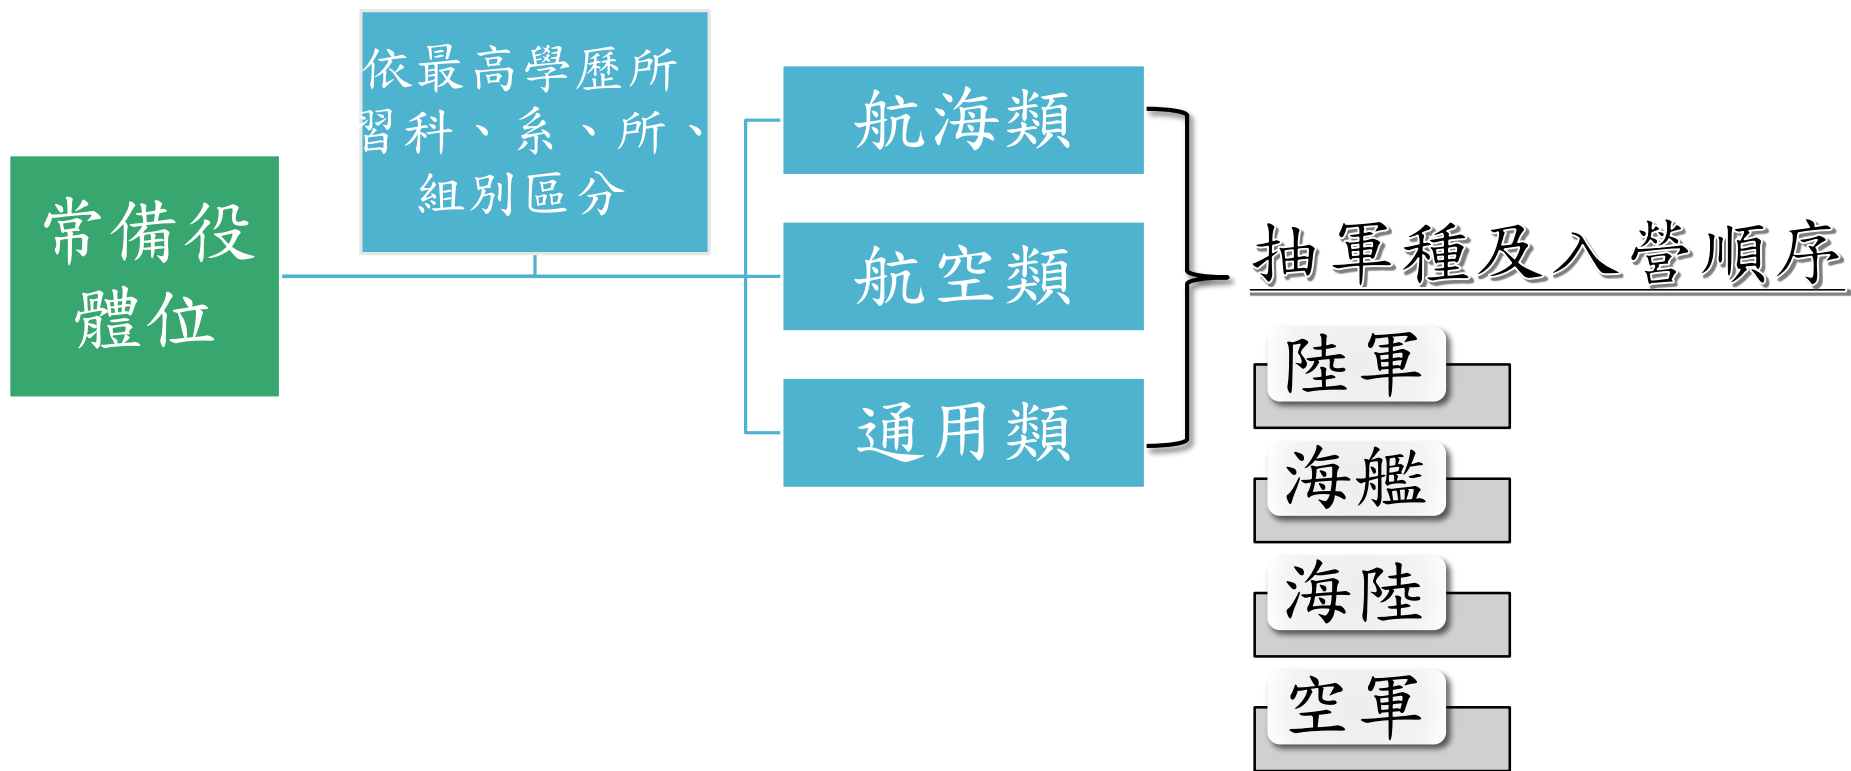 常備役
體位
依最高學歷所
習科、系、所、
組別區分
航海類
航空類
通用類
抽軍種及入營順序
陸軍
海艦
海陸
空軍